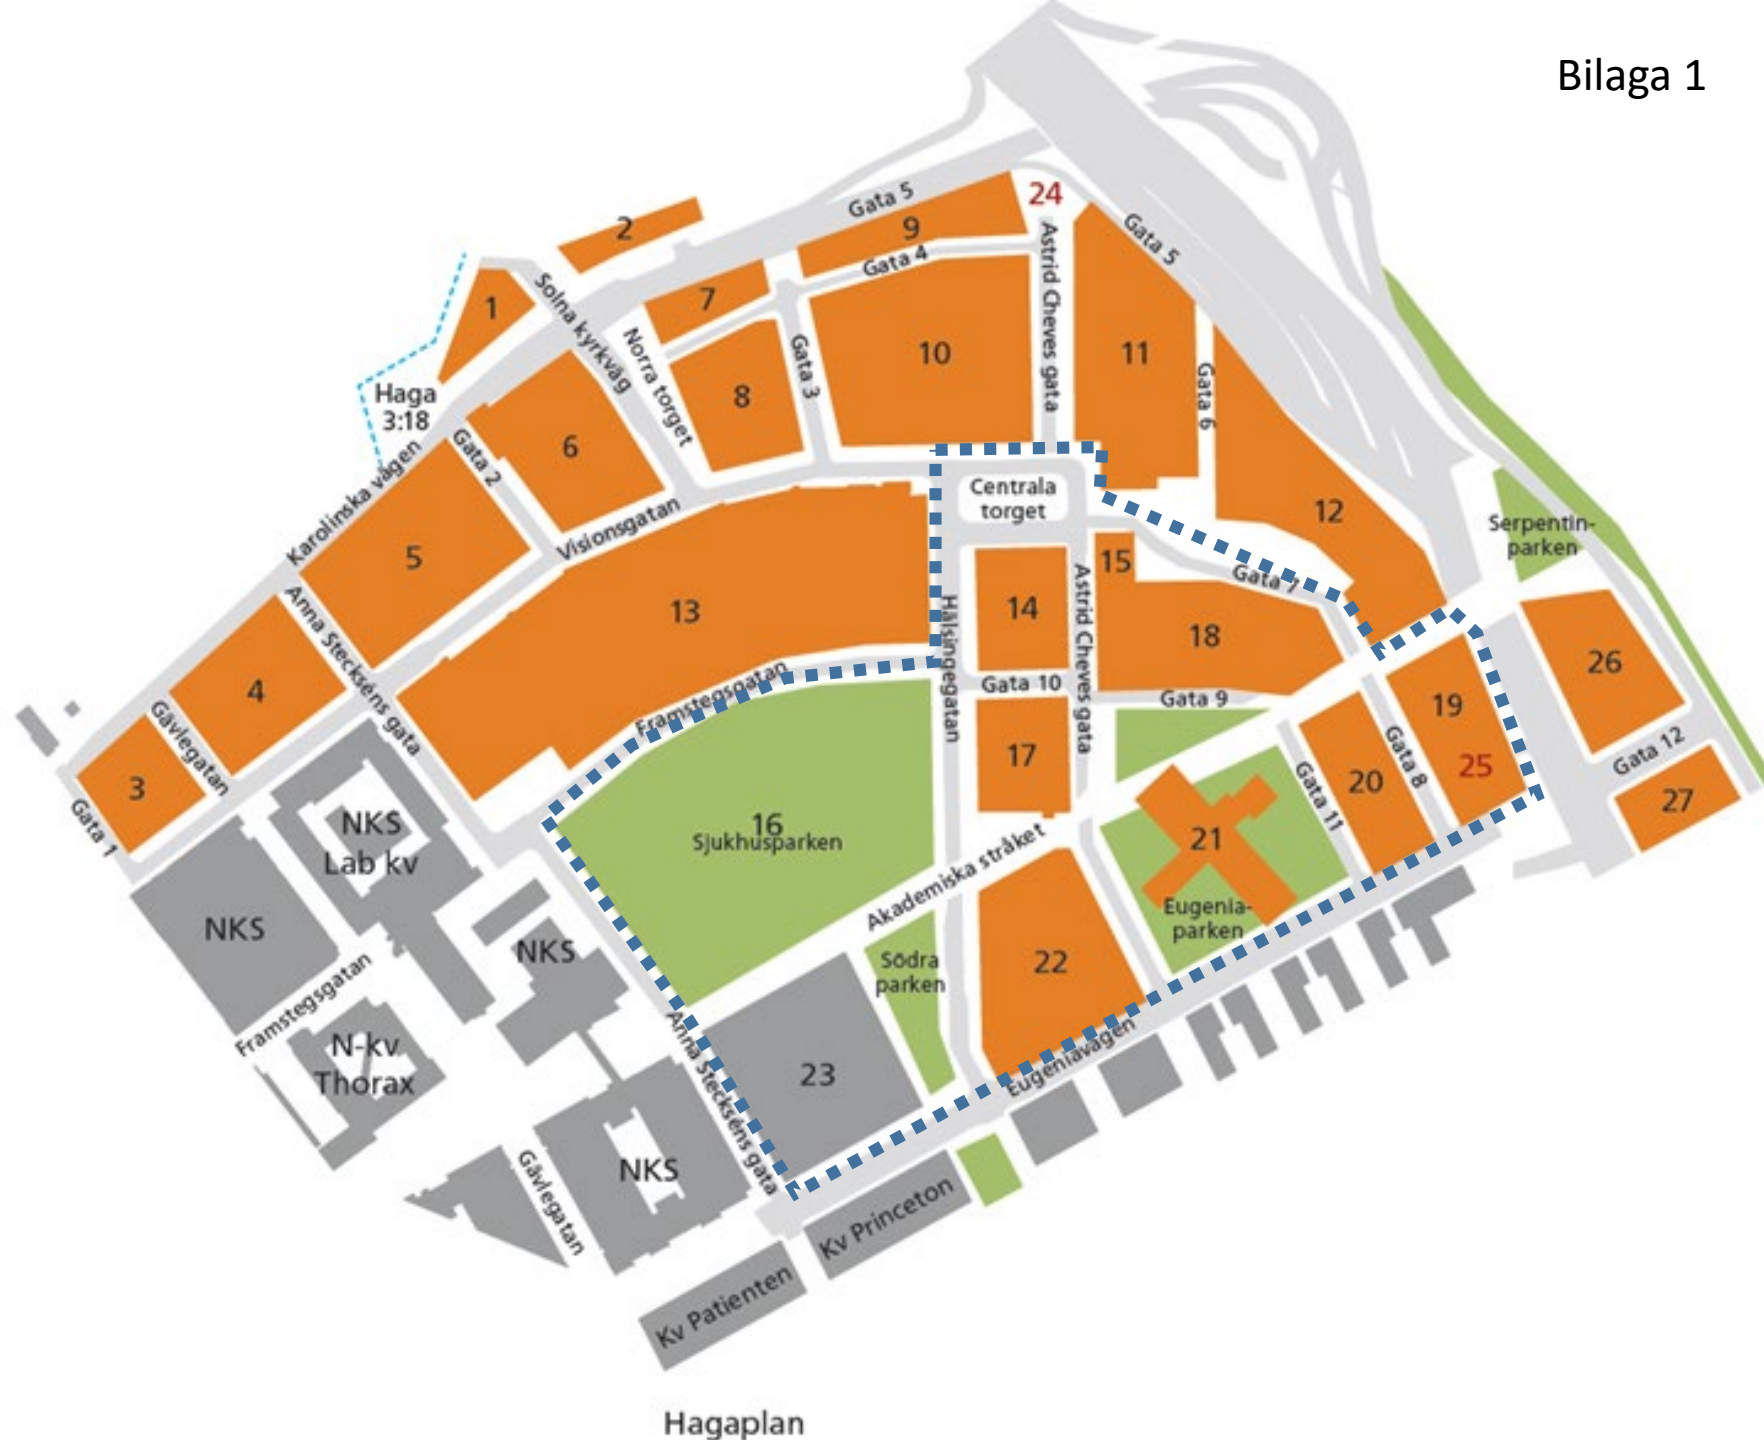 Bilaga 1
24
Gata 5
2
9
Astrid Cheves gata
Gata 5
Gata 4
Solna kyrkväg
1
7
Norra torget
Gata 3
10
11
Gata 6
Haga
3:18
8
6
Gata 2
Karolinska vägen
Centrala
torget
12
Serpentin-
parken
Visionsgatan
5
15
Gata 7
Anna Steckséns gata
13
14
Hälsingegatan
Astrid Cheves gata
18
26
4
Gata 10
Gata 9
19
Gävlegatan
Framstegsgatan
17
Gata 8
25
Gata 12
3
20
27
Gata 1
Gata 11
NKS
Lab kv
16
Sjukhusparken
21
Akademiska stråket
Eugenia-
parken
NKS
NKS
Södra
parken
22
Framstegsgatan
N-kv
Thorax
Anna Steckséns gata
23
Eugeniavägen
NKS
Gävlegatan
Kv Princeton
Kv Patienten
Hagaplan